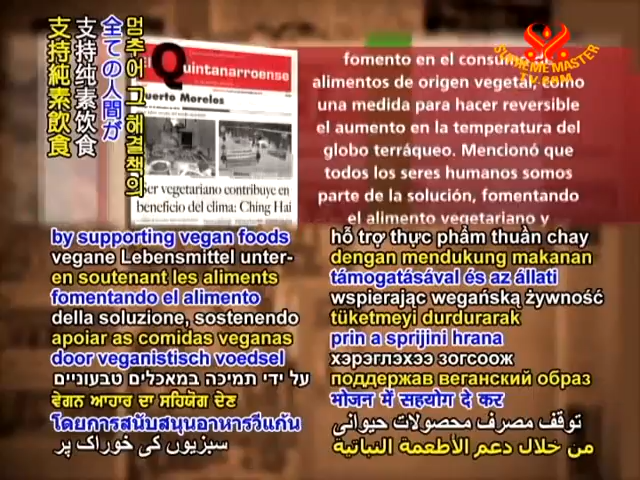 멈추어 그 해결책의
全ての人間が
支持纯素饮食
支持純素飲食
SUPREME MASTER
TV.COM
El Quintanarroense
Puerto Morelos
Ser vegetariano contribuye en
beneficio del clima: Ching Hai
fomento en el consumo de
alimentos de origen vegetal, como
una medida para hacer reversible
el aumento en la temperatura del
globo terráqueo. Mencionó que
todos los seres humanos somos
parte de la solución, fomentando
el alimento vegetariano y
by supporting vegan foods
vegane Lebensmittel unter-
en soutenant les aliments
fomentando el alimento
della soluzione, sostenendo
apoiar as comidas veganas
door veganistisch voedsel
על ידי תמיכה במאכלים טבעוניים
ਵੇਗਨ ਆਹਾਰ ਦਾ ਸਹਿਯੋਗ ਦੇਣ
โดยการสนับสนุนอาหารวีแก้น
سبزیوں کی خوراک پر
hỗ trợ thực phẩm thuần chay
dengan mendukung makanan
támogatásával és az állati
wspierając wegańską żywność
tüketmeyi durdurarak
prin a sprijini hrana
хэрэглэхээ зогсоож
поддержав веганский образ
भोजन में सहयोग दे कर
توقف مصرف محصولات حیوانی
من خلال دعم الأطعمة النباتية